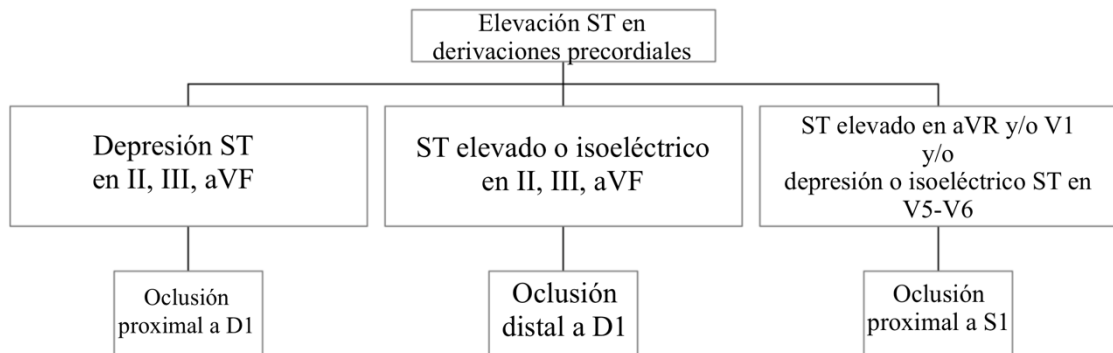 Elevación ST en
derivaciones precordiales
Depresión ST
en II, III, aVF
ST elevado o isoeléctrico
en II, III, aVF
ST elevado en aVR y/o V1
y/o
depresión o isoeléctrico ST en
V5-V6
Oclusión
proximal a D1
Oclusión
distal a D1
Oclusión
proximal a S1